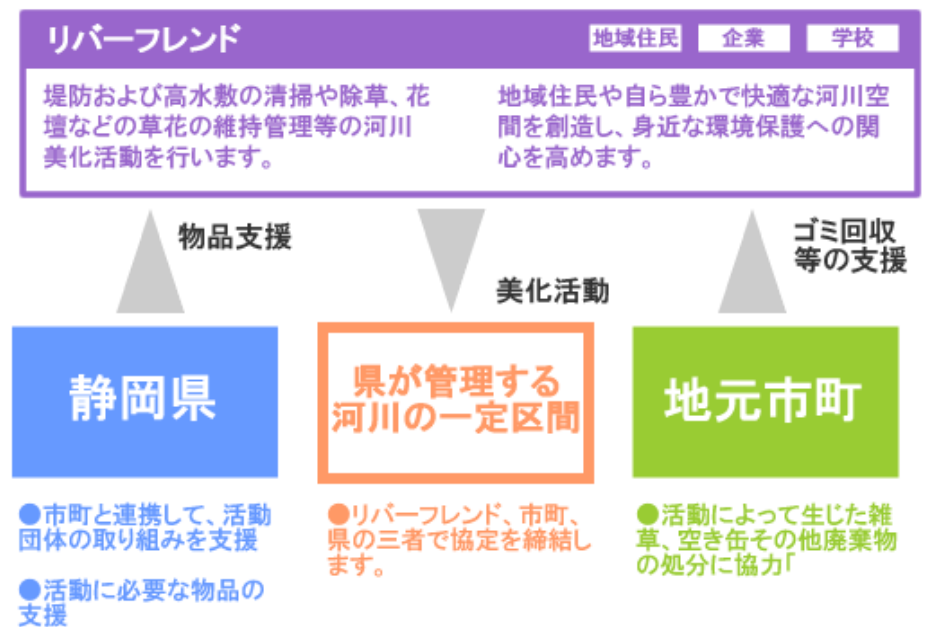 リバーフレンド
地域住民
企業
学校
堤防および高水敷の清掃や除草、花
壇などの草花の維持管理等の河川
美化活動を行います。
地域住民や自ら豊かで快適な河川空
間を創造し、身近な環境保護への関
心を高めます。
物品支援
美化活動
ゴミ回収
等の支援
静岡県
県が管理する
河川の一定区間
地元市町
●市町と連携して、活動
団体の取り組みを支援
●活動に必要な物品の
支援
●リバーフレンド、市町、
県の三者で協定を締結し
ます。
●活動によって生じた雑
草、空き缶その他廃棄物
の処分に協力「